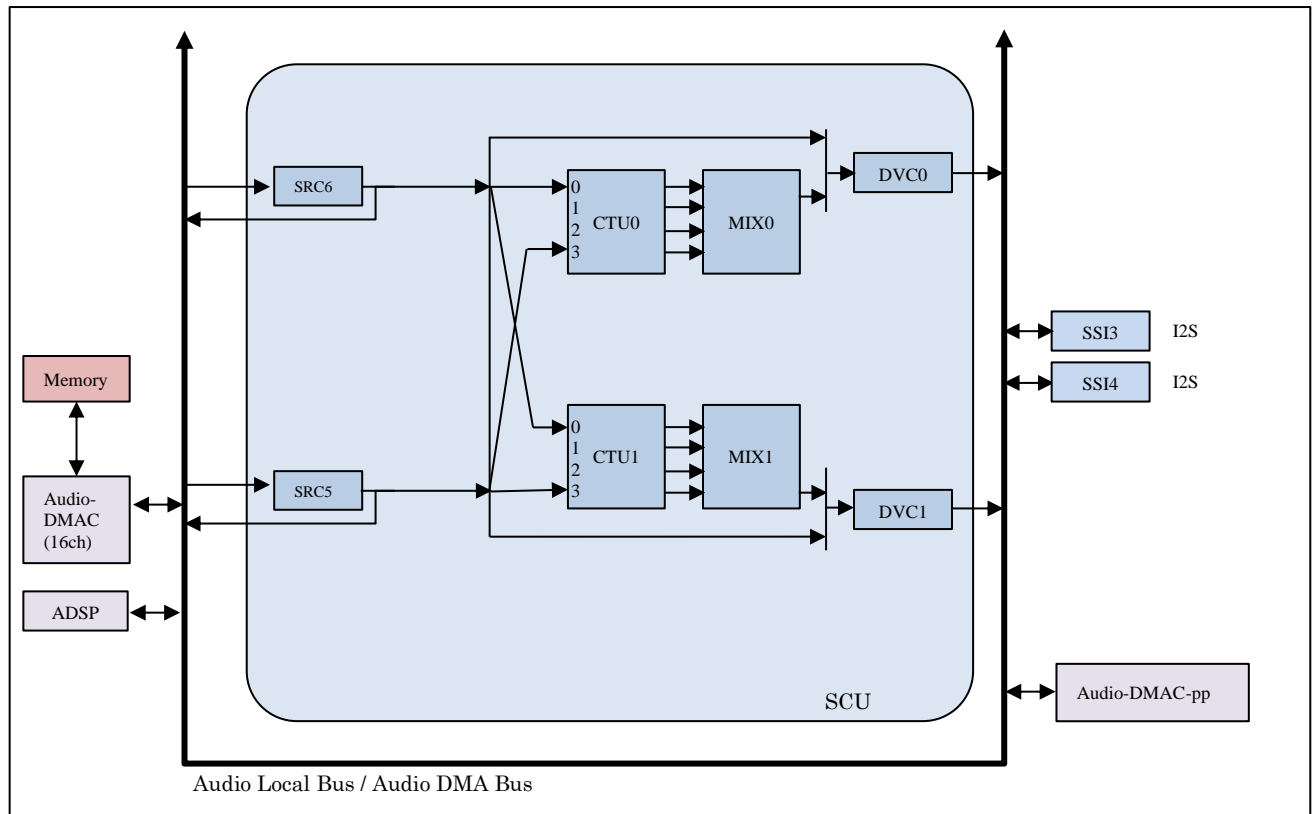 SRC6
0
1
2
3
CTU0
MIX0
DVC0
SSI3
I2S
SSI4
I2S
Memory
Audio-
DMAC
(16ch)
ADSP
SRC5
0
1
2
3
CTU1
MIX1
DVC1
Audio-DMAC-pp
SCU
Audio Local Bus / Audio DMA Bus